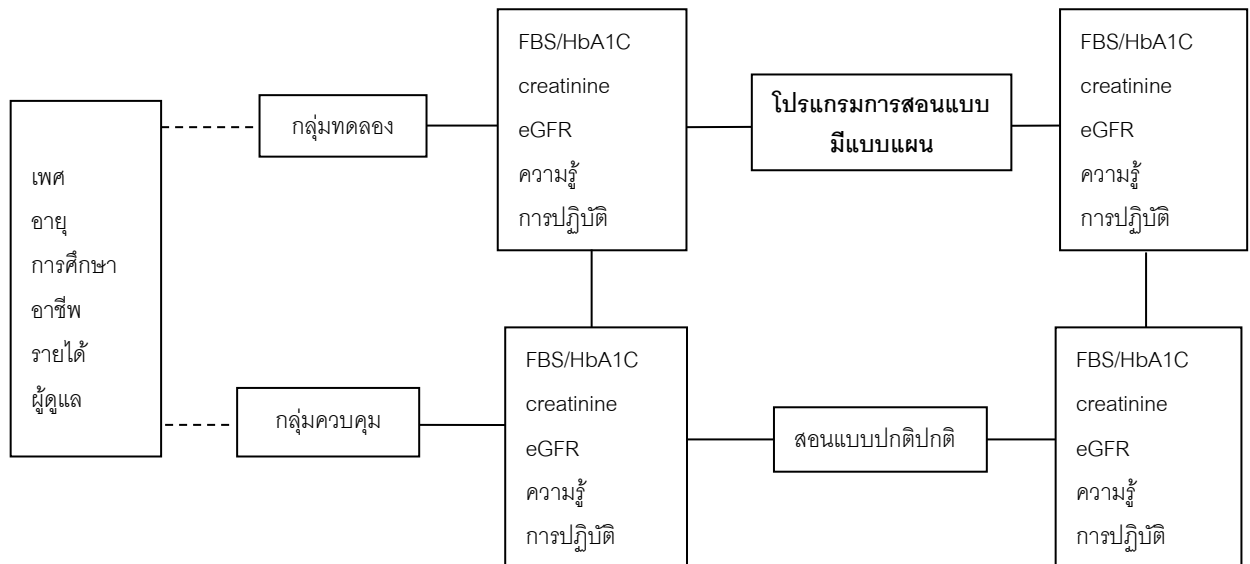 เพศ
อายุ
การศึกษา
อาชีพ
รายได้
ผู้ดูแล
กลุ่มทดลอง
FBS/HbA1C
creatinine
eGFR
ความรู้
การปฏิบัติ
โปรแกรมการสอนแบบ
มีแบบแผน
FBS/HbA1C
creatinine
eGFR
ความรู้
การปฏิบัติ
กลุ่มควบคุม
FBS/HbA1C
creatinine
eGFR
ความรู้
การปฏิบัติ
สอนแบบปกติปกติ
FBS/HbA1C
creatinine
eGFR
ความรู้
การปฏิบัติ